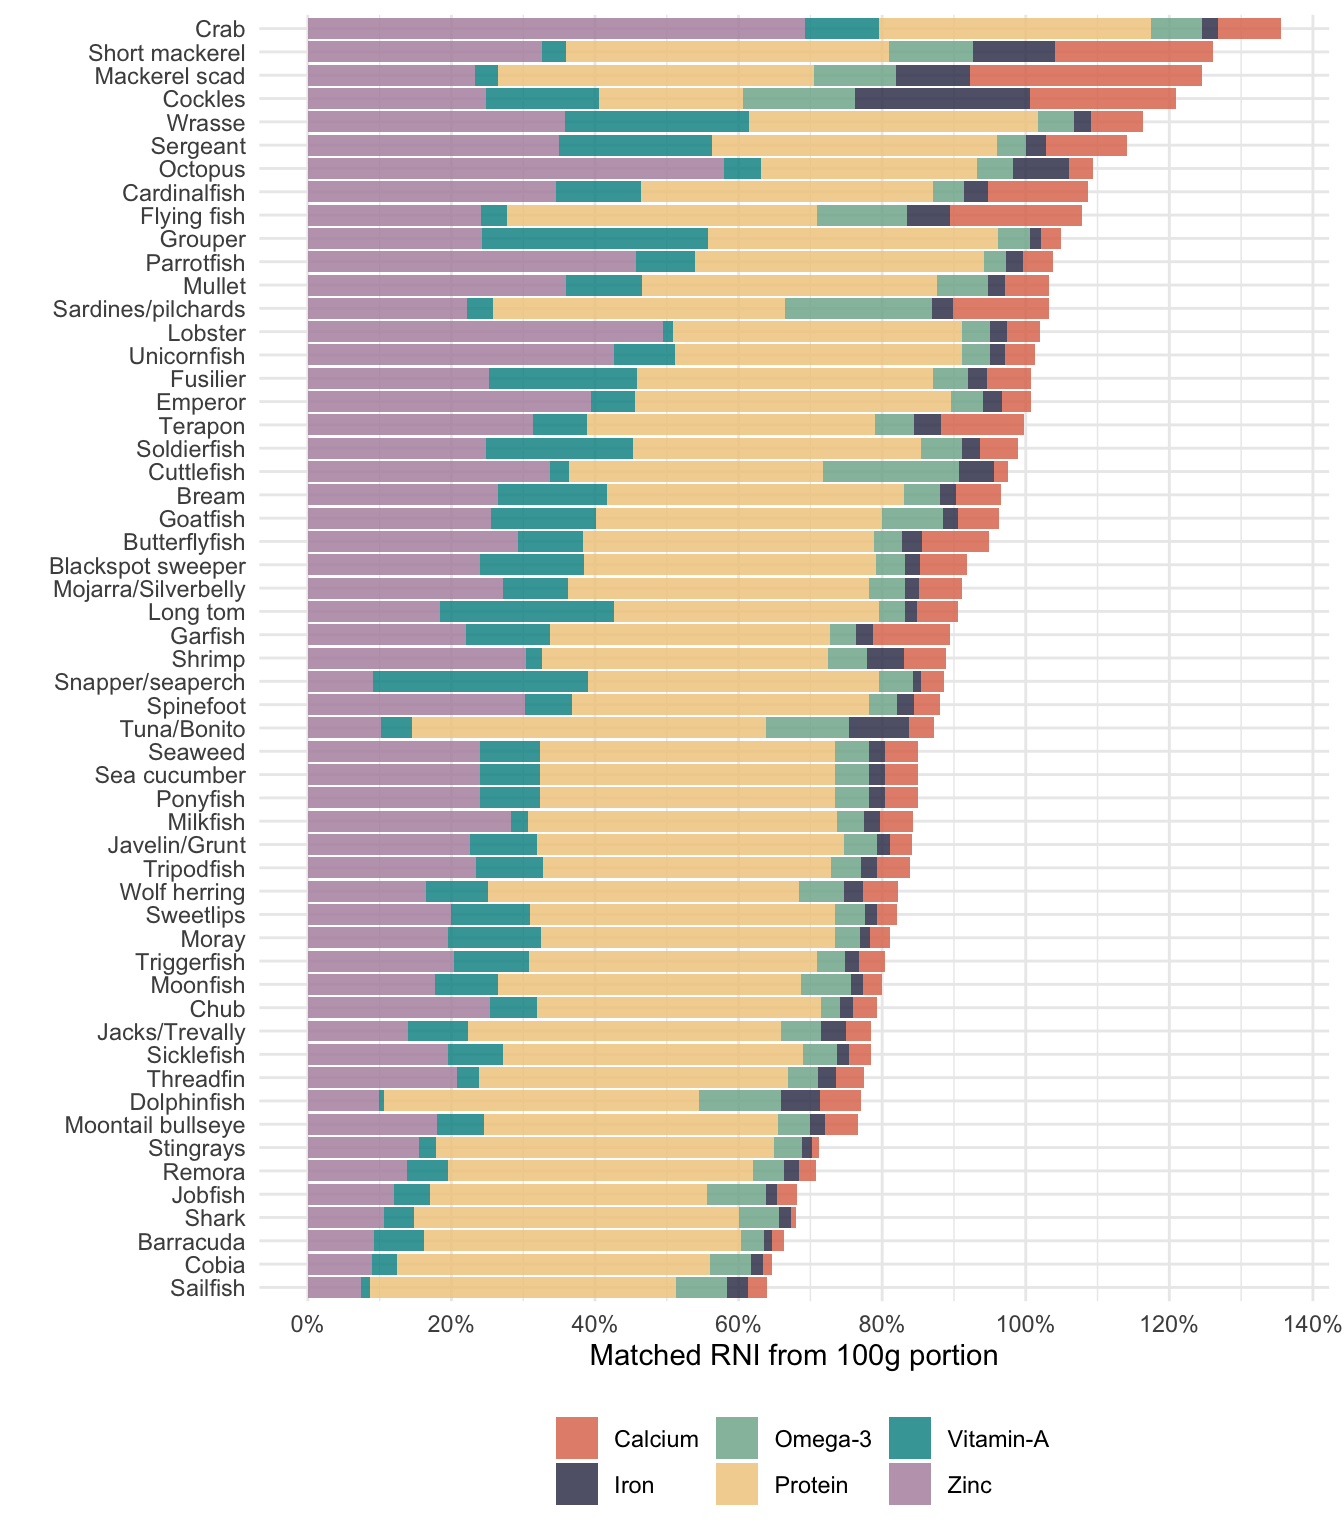 Crab
Short mackerel
Mackerel scad
Cockles
Wrasse
Sergeant
Octopus
Cardinalfish
Flying fish
Grouper
Parrotfish
Mullet
Sardines/pilchards
Lobster
Unicornfish
Fusilier
Emperor
Terapon
Soldierfish
Cuttlefish
Bream
Goatfish
Butterflyfish
Blackspot sweeper
Mojarra/Silverbelly
Long tom
Garfish
Shrimp
Snapper/seaperch
Spinefoot
Tuna/Bonito
Seaweed
Sea cucumber
Ponyfish
Milkfish
Javelin/Grunt
Tripodfish
Wolf herring
Sweetlips
Moray
Triggerfish
Moonfish
Chub
Jacks/Trevally
Sicklefish
Threadfin
Dolphinfish
Moontail bullseye
Stingrays
Remora
Jobfish
Shark
Barracuda
Cobia
Sailfish
0% 20% 40% 60% 80% 100% 120% 140%
Matched RNI from 100g portion
Calcium Omega-3 Vitamin-A
Iron Protein Zinc